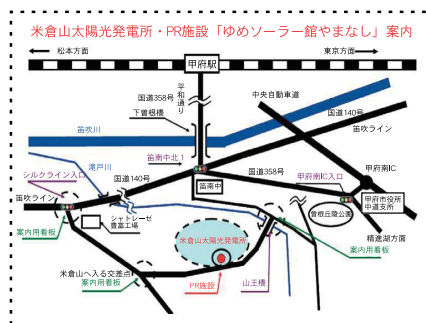 米倉山太陽光発電所・PR施設「ゆめソーラー館やまなし」案内
松本方面
東京方面
甲府駅
平和通り
国道358号
下曽根橋
中央自動車道
国道140号
笛吹ライン
笛吹川
笛南中北1
シルクライン入口
滝戸川
国道140号
国道358号
甲府南IC入口
甲府南IC
笛南中
笛吹ライン
シャトレーゼ
豊富工場
曽根丘陵公園
甲府市役所
中道支所
案内用看板
米倉山太陽光発電所
精進湖方面
案内用看板
米倉山へ入る交差点
案内用看板
PR施設
山王橋